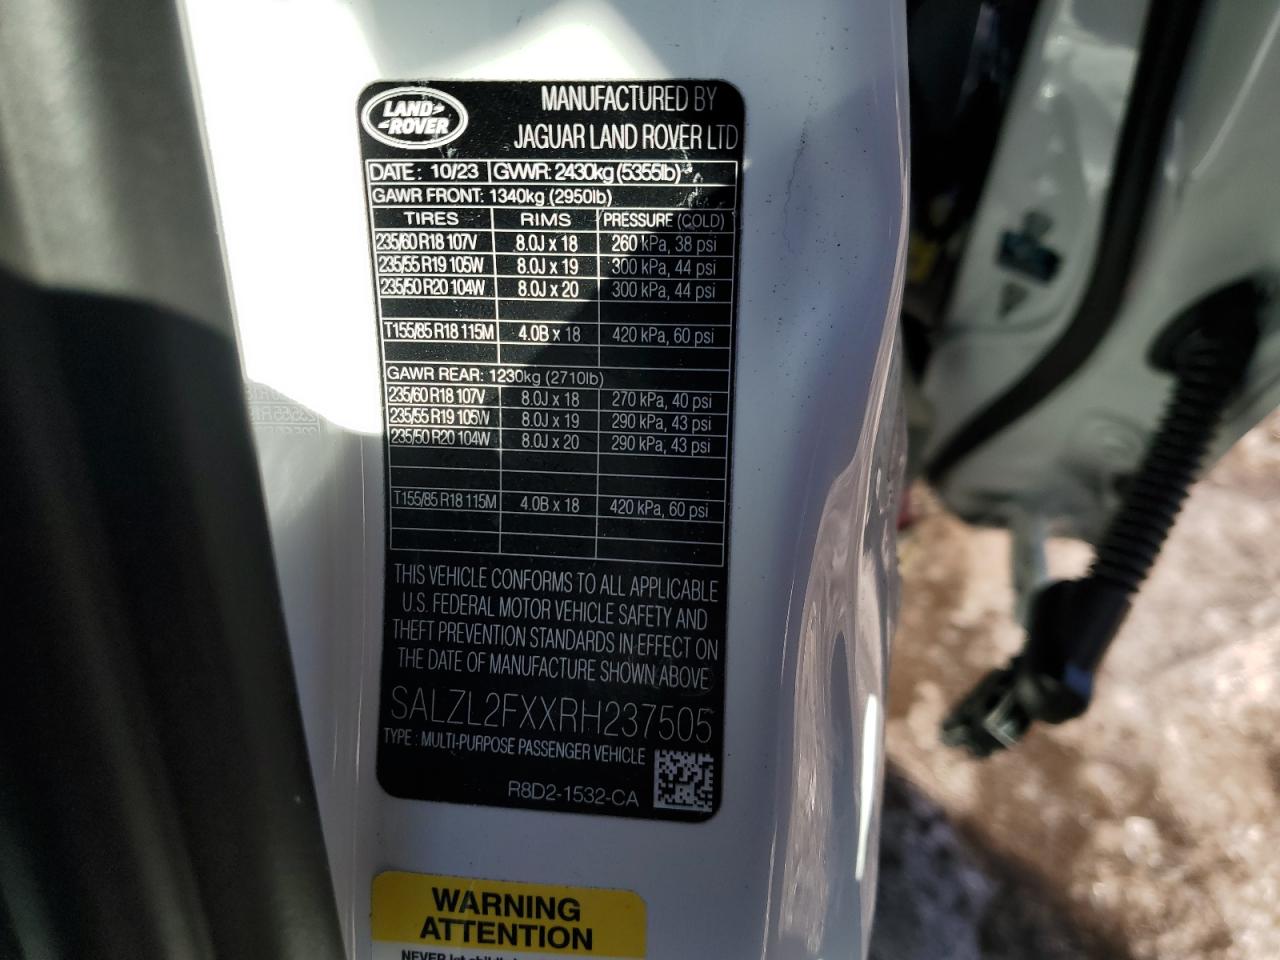 LAND ROVER
MANUFACTURED BY
JAGUAR LAND ROVER LTD
DATE: 10/23 GVWR: 2430kg (5355lb)
GAWR FRONT: 1340kg (2950lb)
TIRES RIMS PRESSURE (COLD)
235/60 R18 107V 8.0J x 18 260 kPa, 38 psi
235/55 R19 105W 8.0J x 19 300 kPa, 44 psi
235/50 R20 104W 8.0J x 20 300 kPa, 44 psi
T155/85 R18 115M 4.0B x 18 420 kPa, 60 psi
GAWR REAR: 1230kg (2710lb)
235/60 R18 107V 8.0J x 18 270 kPa, 40 psi
235/55 R19 105W 8.0J x 19 290 kPa, 43 psi
235/50 R20 104W 8.0J x 20 290 kPa, 43 psi
T155/85 R18 115M 4.0B x 18 420 kPa, 60 psi
THIS VEHICLE CONFORMS TO ALL APPLICABLE
U.S. FEDERAL MOTOR VEHICLE SAFETY AND
THEFT PREVENTION STANDARDS IN EFFECT ON
THE DATE OF MANUFACTURE SHOWN ABOVE
SALZL2FXXRH237505
TYPE : MULTI-PURPOSE PASSENGER VEHICLE
R8D2-1532-CA
WARNING
ATTENTION
NEVER let